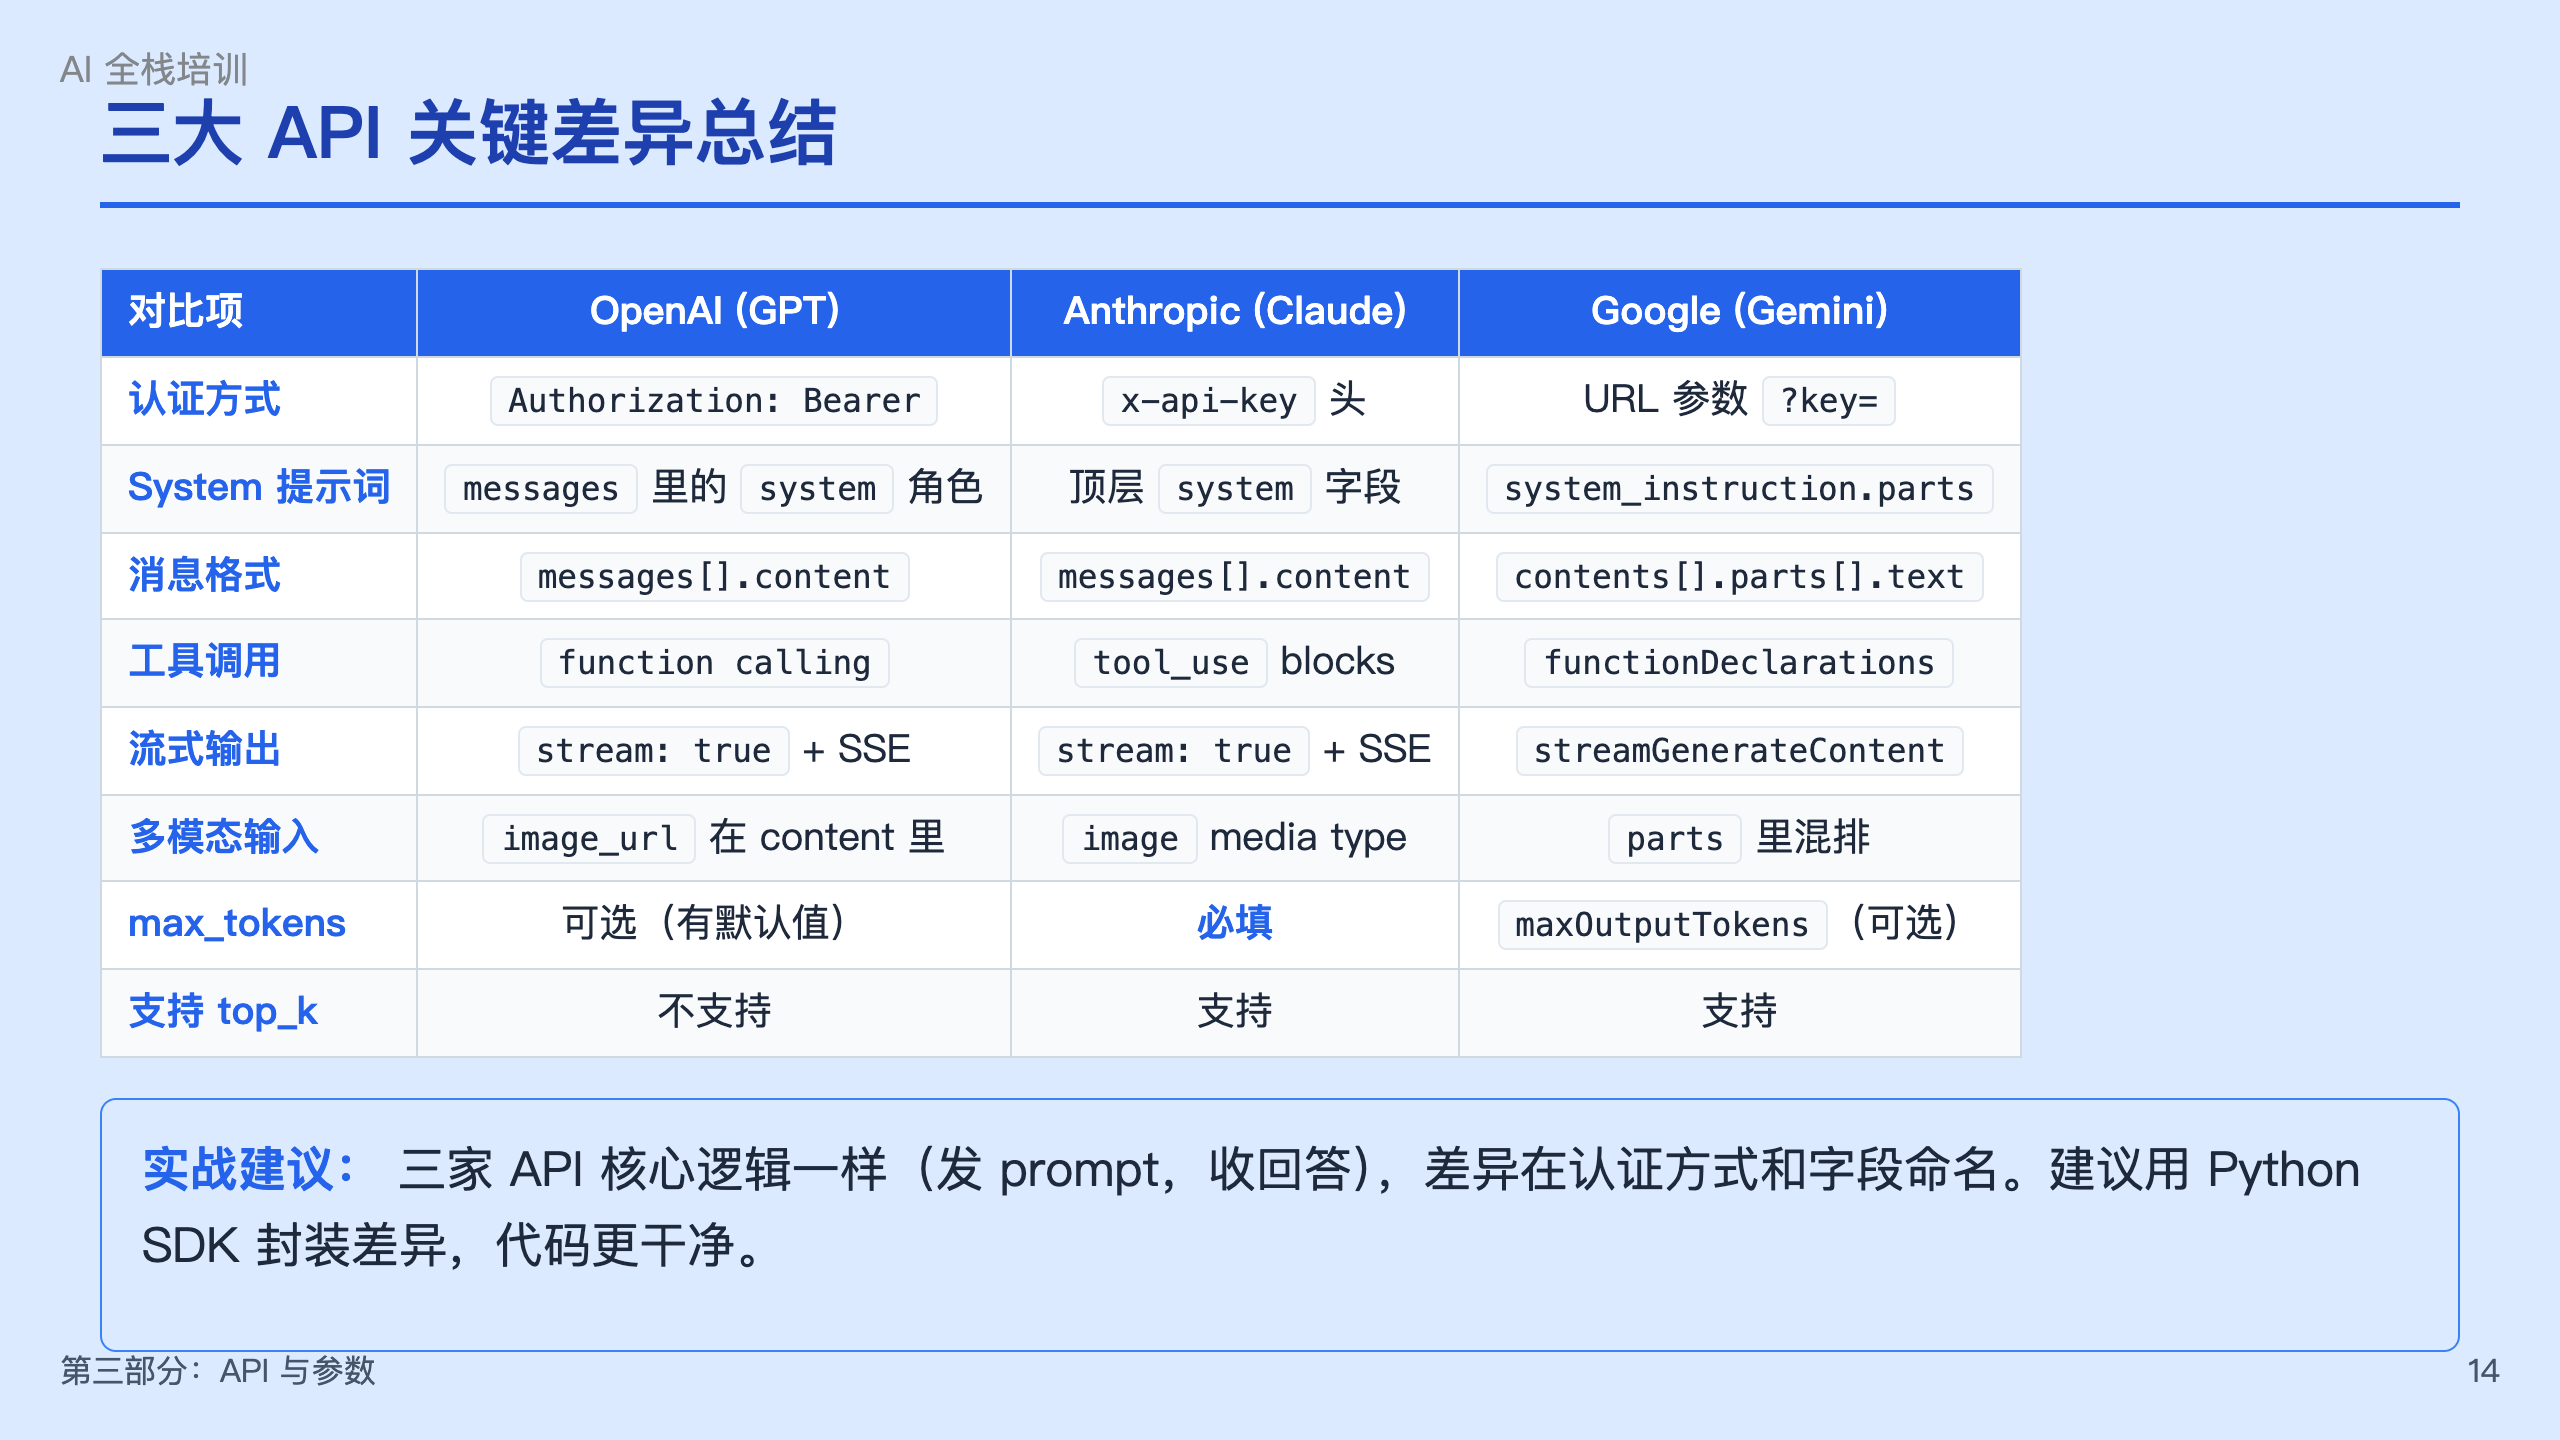 AI 全栈培训
三大 API 关键差异总结
对比项 OpenAI (GPT) Anthropic (Claude) Google (Gemini)
认证方式 Authorization: Bearer x-api-key 头 URL 参数 ?key=
System 提示词 messages 里的 system 角色 顶层 system 字段 system_instruction.parts
消息格式 messages[].content messages[].content contents[].parts[].text
工具调用 function calling tool_use blocks functionDeclarations
流式输出 stream: true + SSE stream: true + SSE streamGenerateContent
多模态输入 image_url 在 content 里 image media type parts 里混排
max_tokens 可选（有默认值） 必填 maxOutputTokens （可选）
支持 top_k 不支持 支持 支持
实战建议： 三家 API 核心逻辑一样（发 prompt，收回答），差异在认证方式和字段命名。建议用 Python
SDK 封装差异，代码更干净。
第三部分：API 与参数
14